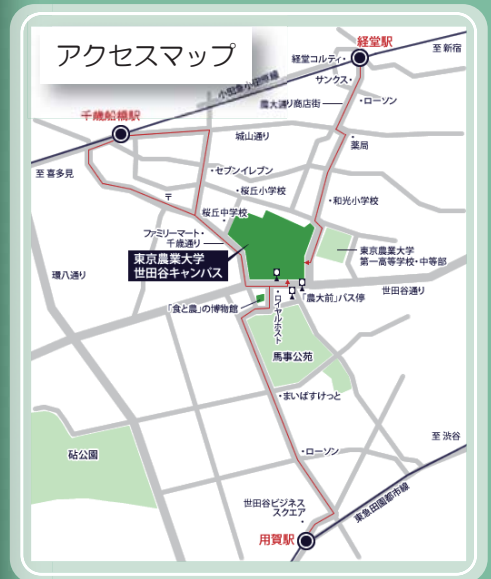 アクセスマップ
経堂駅
至新宿
経堂コルティ・
サンクス・
小田急小田原線
農大通り商店街
・ローソン
千歳船橋駅
城山通り
・薬局
至喜多見
・セブンイレブン
〒
・桜丘小学校
・和光小学校
桜丘中学校
ファミリーマート・
千歳通り
東京農業大学
世田谷キャンパス
東京農業大学
第一高等学校・中等部
環八通り
世田谷通り
「食と農」の博物館
・ロイヤルホスト
「農大前」バス停
馬事公苑
・まいばすけっと
至渋谷
砧公園
・ローソン
世田谷ビジネス
スクエア
東急田園都市線
用賀駅